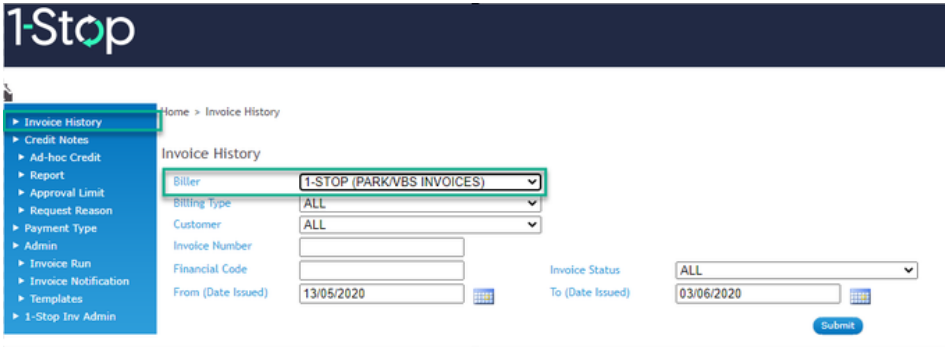 1-Stop
Home > Invoice History
Invoice History
Credit Notes
Ad-hoc Credit
Report
Approval Limit
Request Reason
Payment Type
Admin
Invoice Run
Invoice Notification
Templates
1-Stop Inv Admin
Invoice History
Biller 1-STOP (PARK/VBS INVOICES)
Billing Type ALL
Customer ALL
Invoice Number
Financial Code Invoice Status ALL
From (Date Issued) 13/05/2020 To (Date Issued) 03/06/2020
Submit